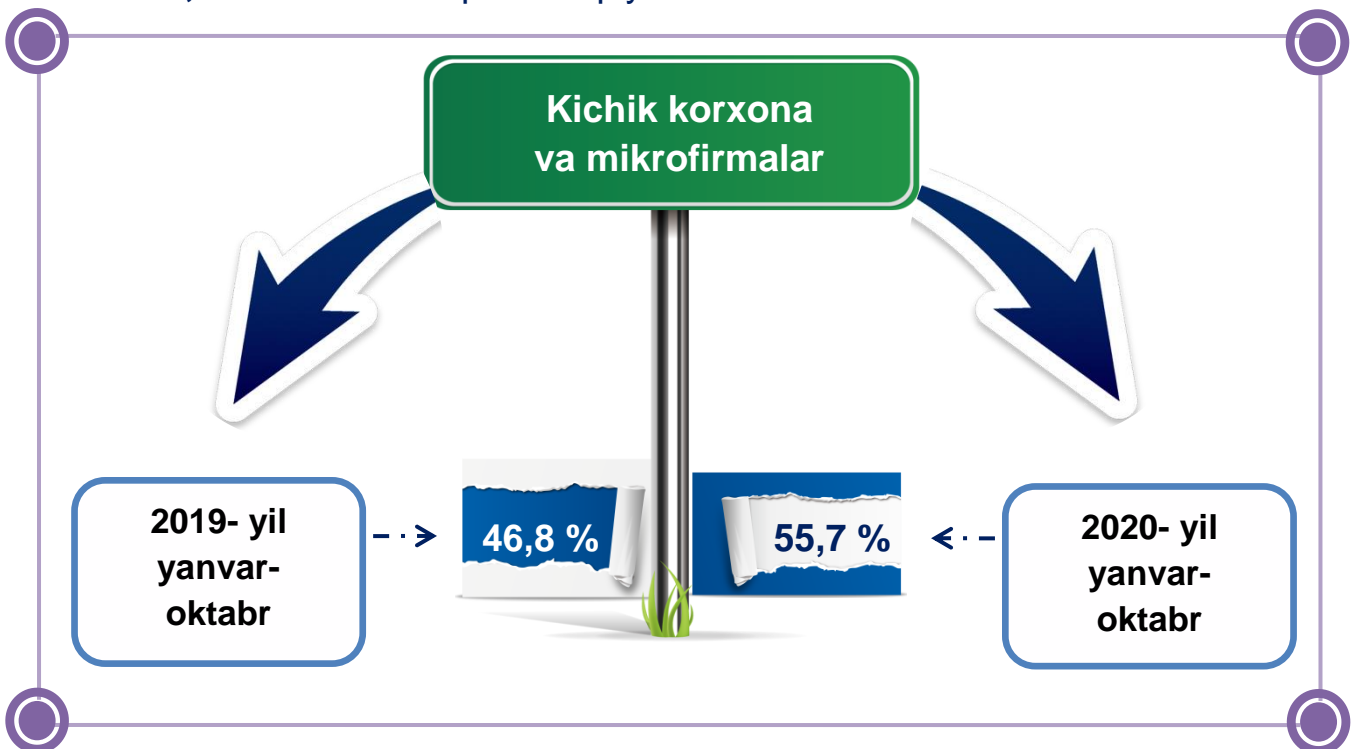 Kichik korxona
va mikrofirmalar
46,8 %
55,7 %
2019- yil
yanvar-
oktabr
2020- yil
yanvar-
oktabr